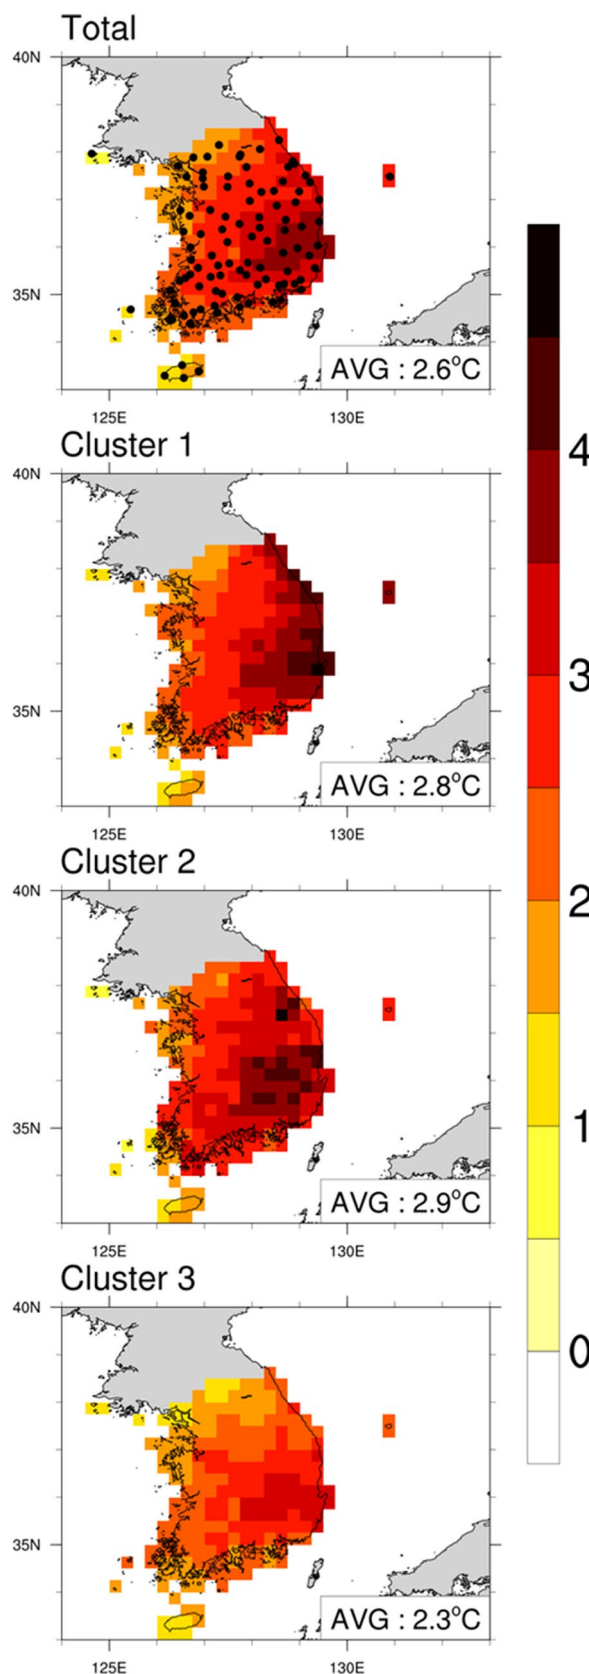 Total
40N
35N
AVG : 2.6°C
125E 130E
Cluster 1
40N
35N
AVG : 2.8°C
125E 130E
Cluster 2
40N
35N
AVG : 2.9°C
125E 130E
Cluster 3
40N
35N
AVG : 2.3°C
125E 130E
4
3
2
1
0